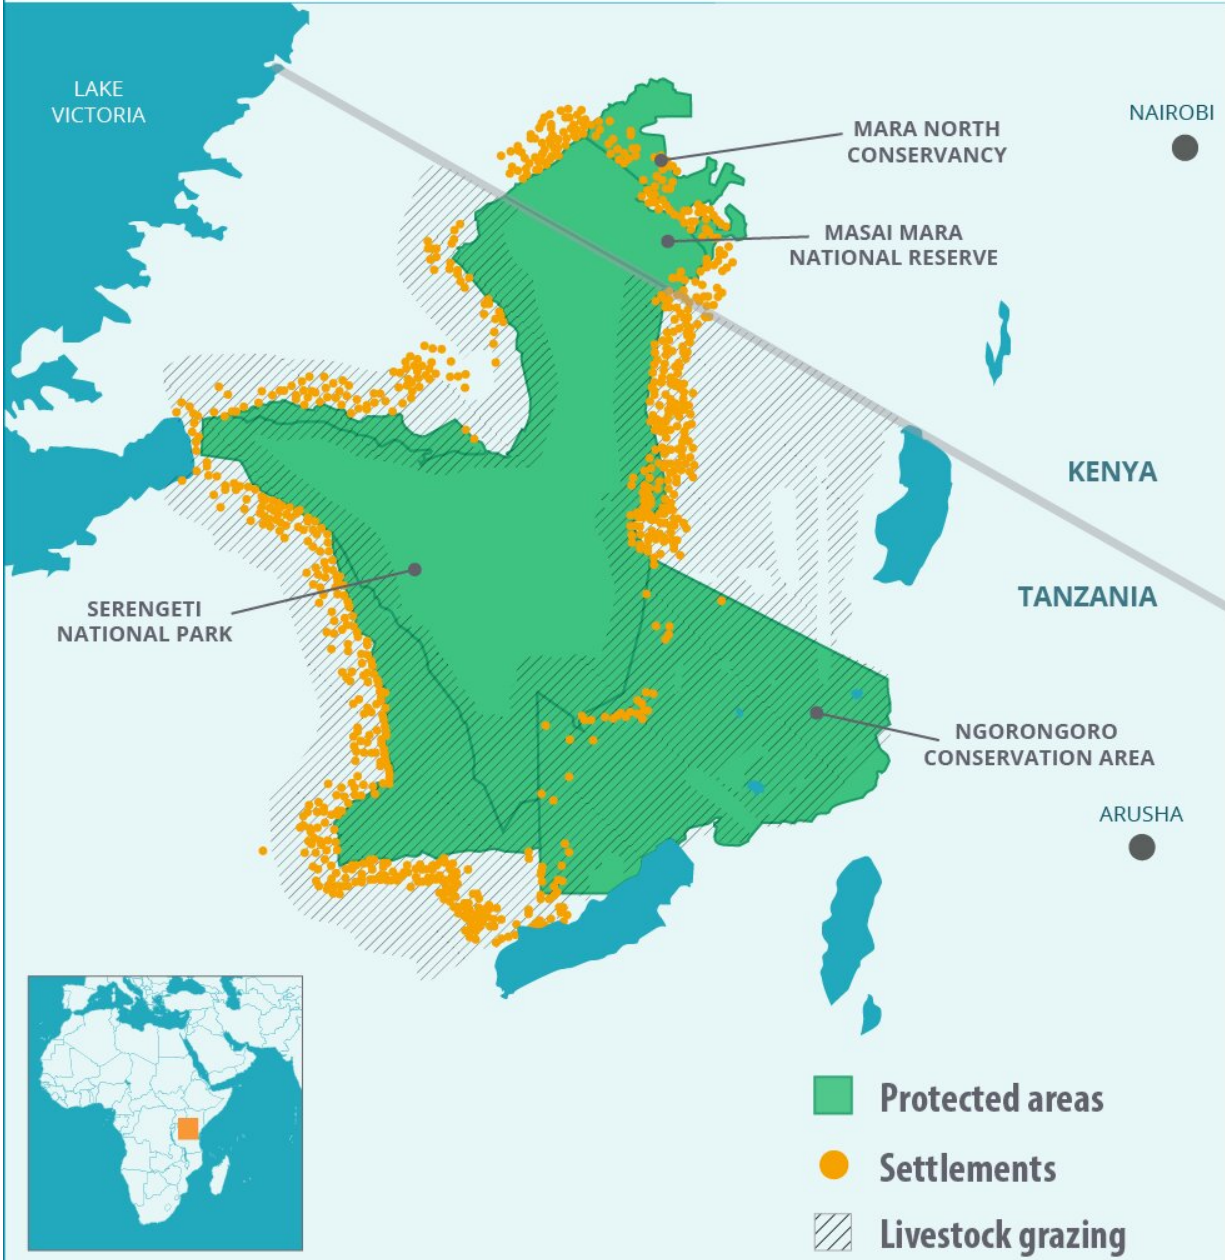 LAKE
VICTORIA
NAIROBI
MARA NORTH
CONSERVANCY
MASAI MARA
NATIONAL RESERVE
KENYA
TANZANIA
SERENGETI
NATIONAL PARK
NGORONGORO
CONSERVATION AREA
ARUSHA
Protected areas
Settlements
Livestock grazing